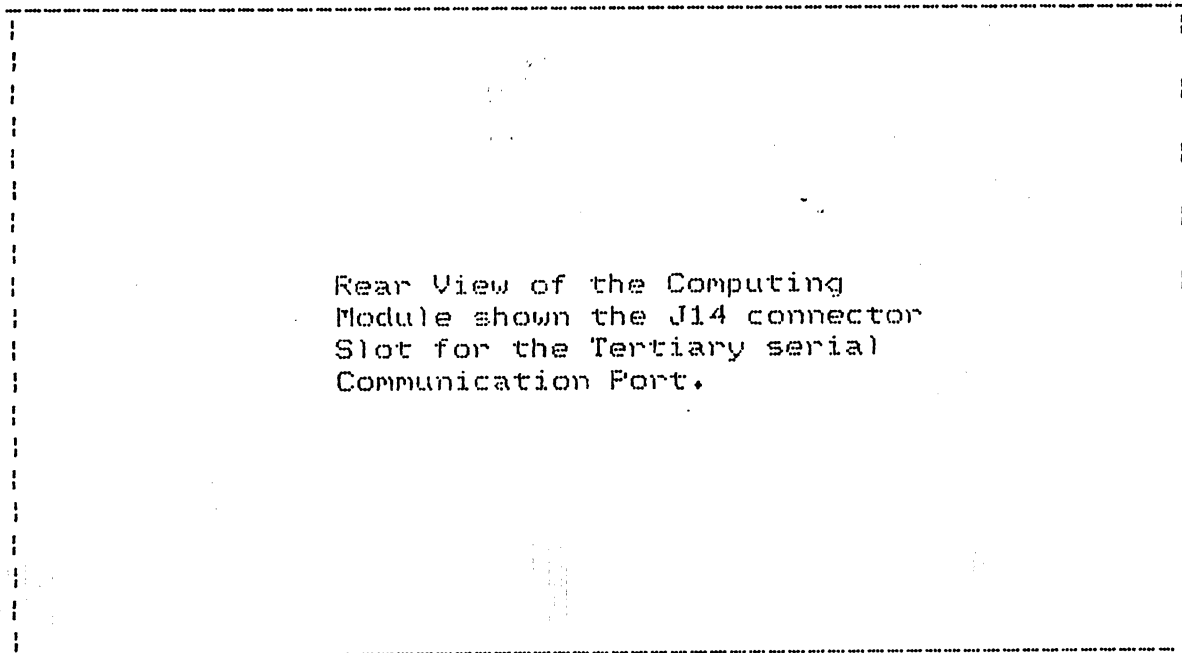 Rear View of the Computing
Module shown the J14 connector
Slot for the Tertiary serial
Communication Port.